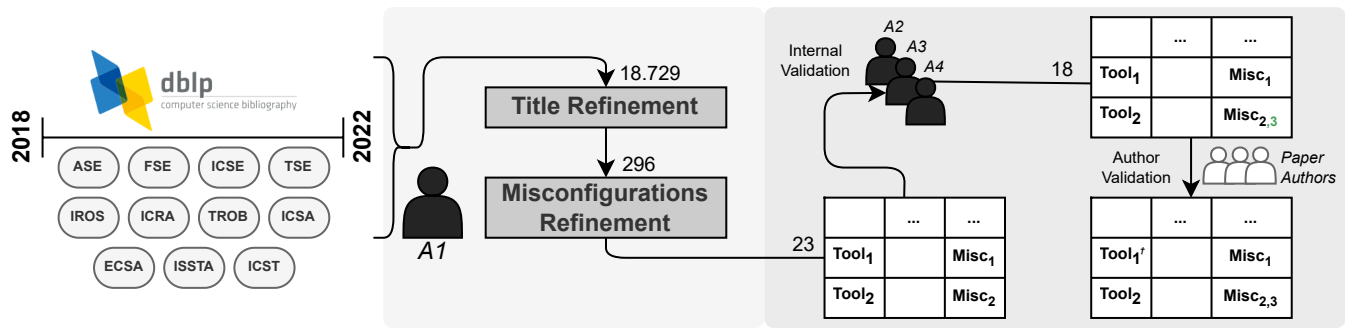 dblp
computer science bibliography
2018
2022
ASE
FSE
ICSE
TSE
IROS
ICRA
TROB
ICSA
ECSA
ISSTA
ICST
A1
18.729
Title Refinement
296
Misconfigurations
Refinement
23
... ...
Tool1 Misc1
Tool2 Misc2
Internal
Validation
A2
A3
A4
18
... ...
Tool1 Misc1
Tool2 Misc2,3
Author
Validation
Paper
Authors
... ...
Tool1† Misc1
Tool2 Misc2,3